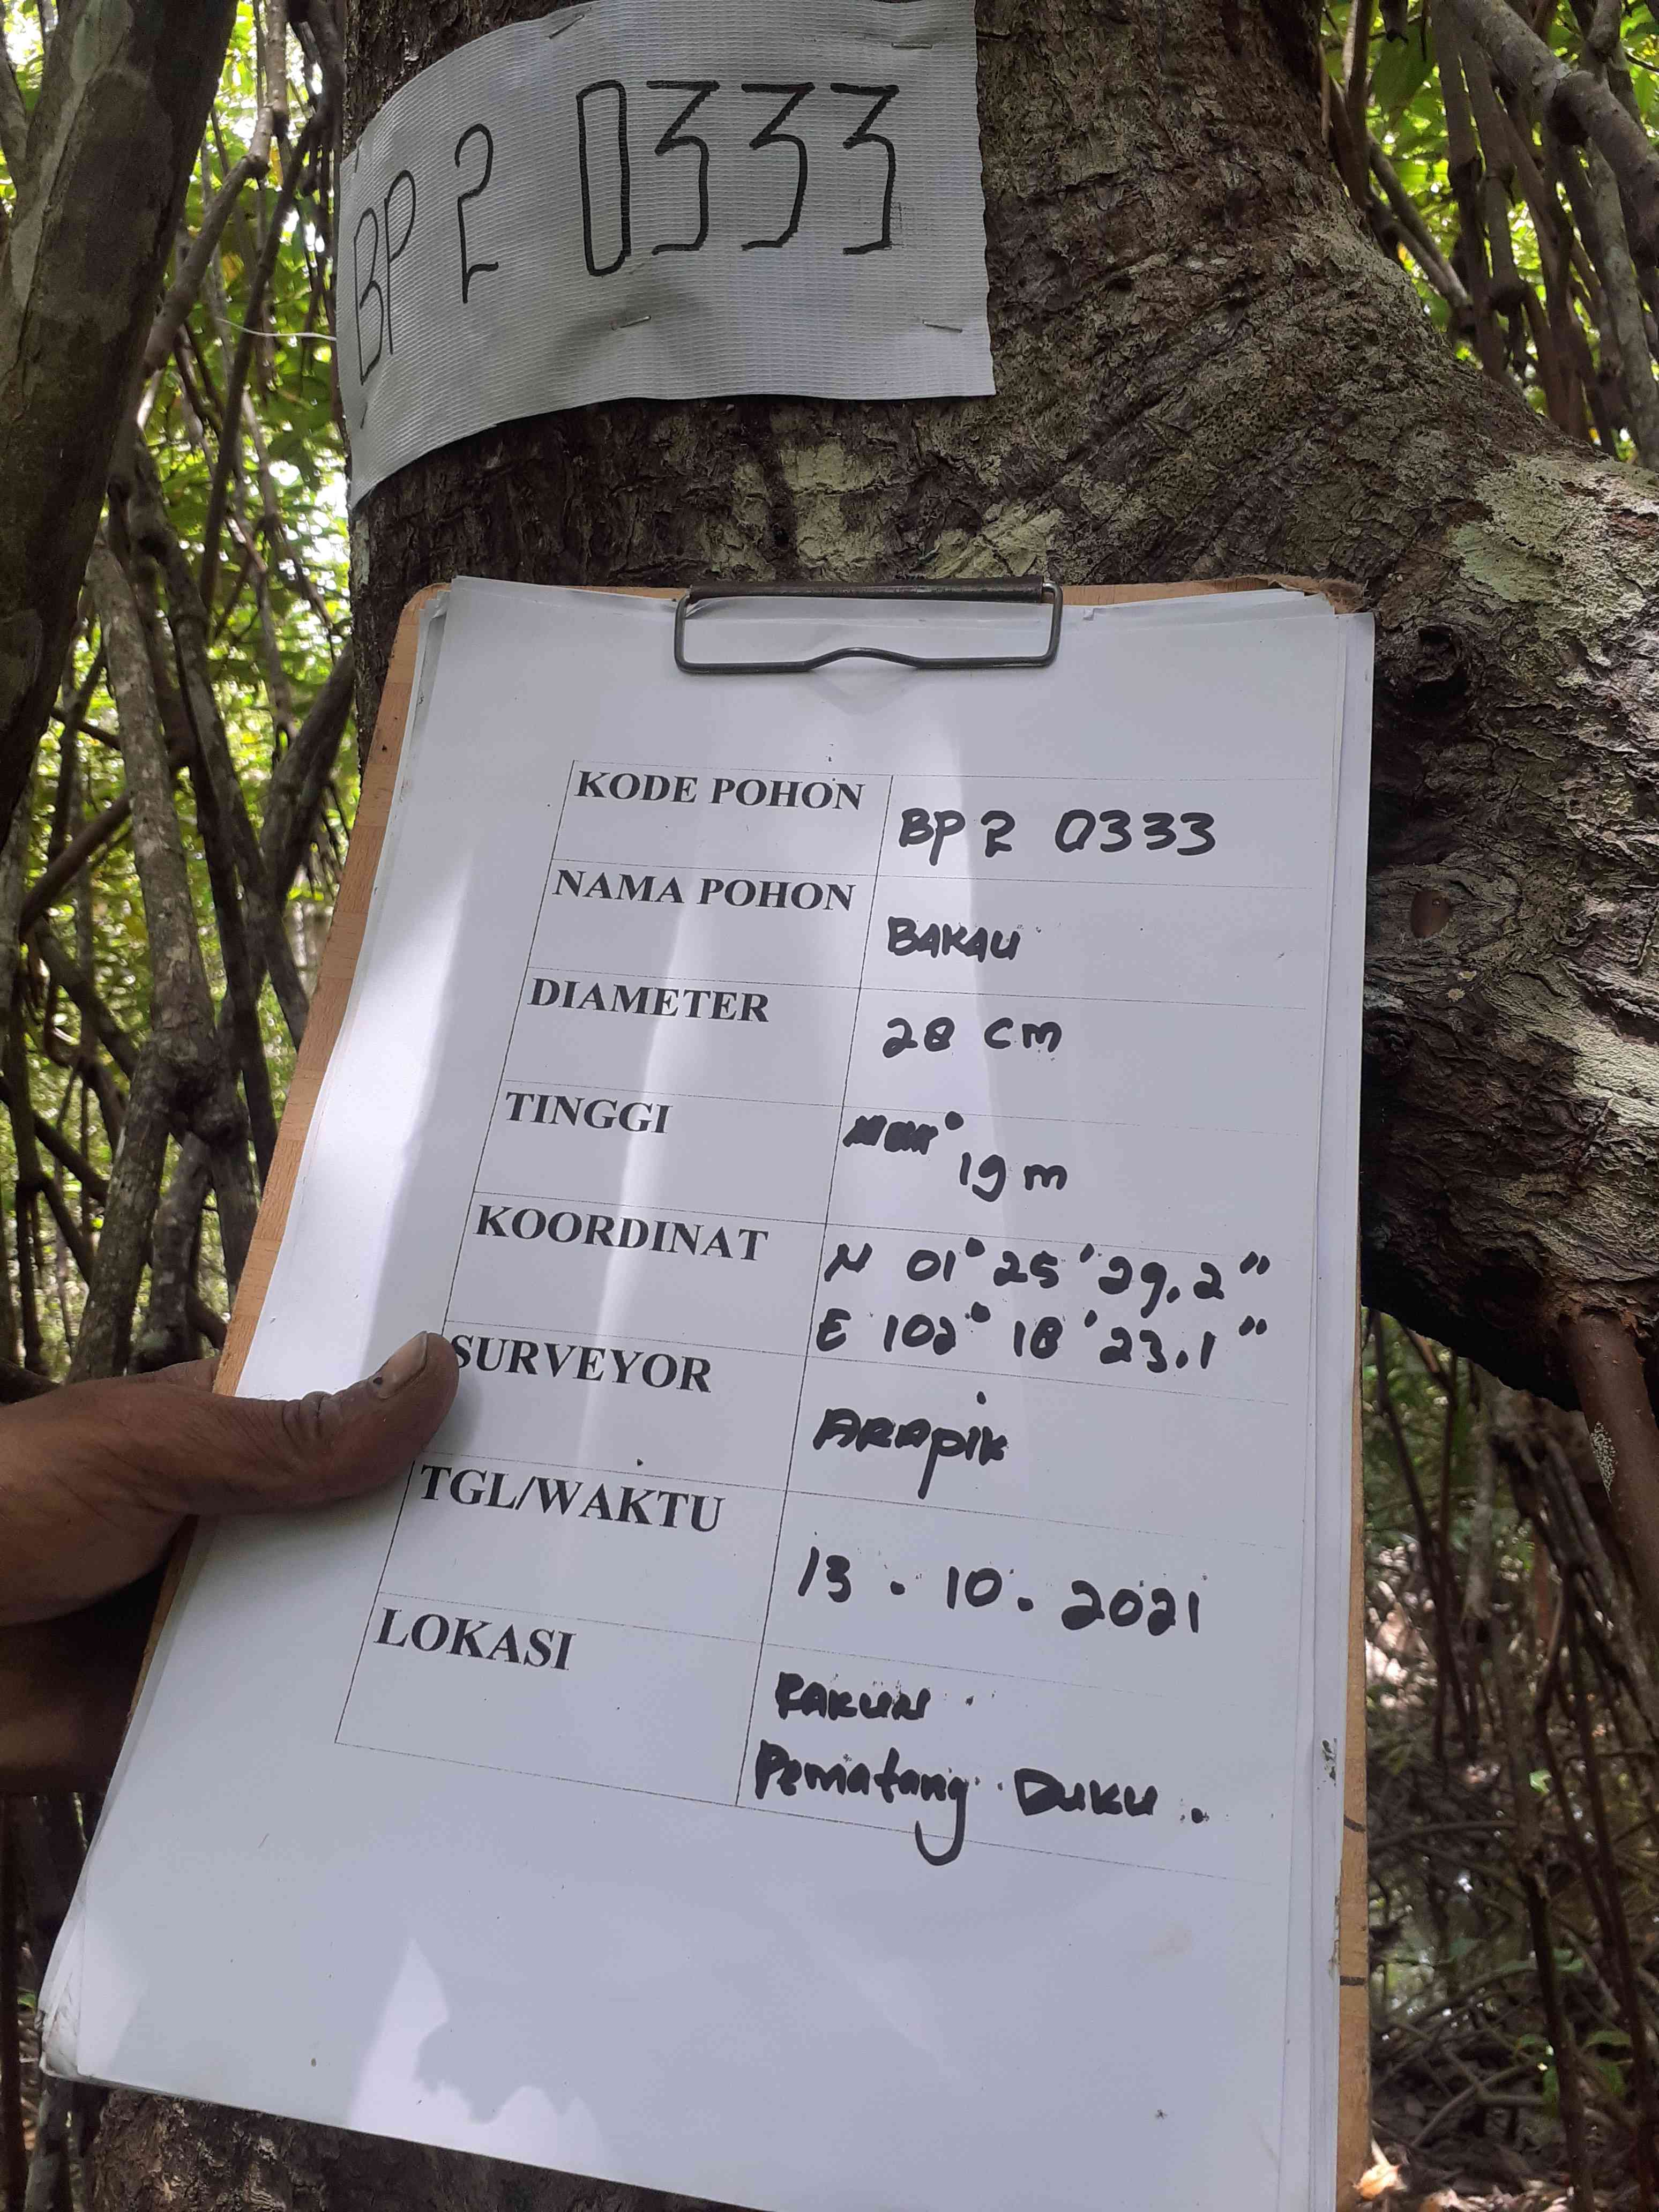 BP 2 0333
KODE POHON BP 2 0333
NAMA POHON BAKAU
DIAMETER 28 cm
TINGGI 19 m
KOORDINAT N 01° 25' 29,2"
E 102° 18' 23,1"
SURVEYOR ARAPIK
TGL/WAKTU 13 - 10 . 2021
LOKASI
Pematang Duku .